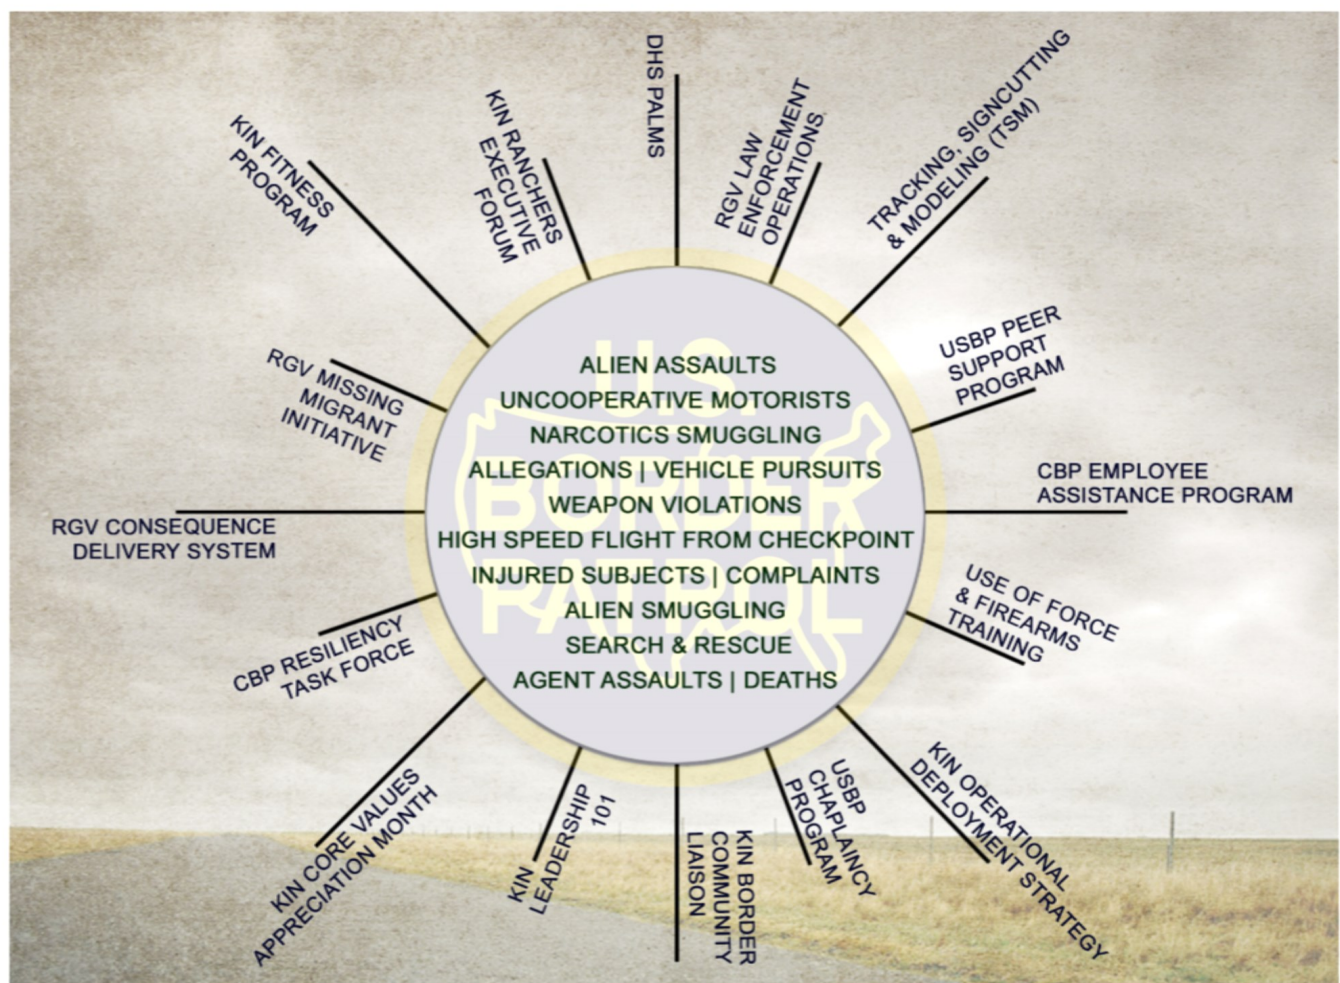 DHS PALMS
RGV LAW
ENFORCEMENT
OPERATIONS
TRACKING, SIGNCUTTING
& MODELING (TSM)
USBP PEER
SUPPORT
PROGRAM
CBP EMPLOYEE
ASSISTANCE PROGRAM
USE OF FORCE
& FIREARMS
TRAINING
KIN OPERATIONAL
DEPLOYMENT STRATEGY
USBP
CHAPLAINCY
PROGRAM
KIN BORDER
COMMUNITY
LIAISON
KIN
LEADERSHIP
101
KIN CORE VALUES
APPRECIATION MONTH
CBP RESILIENCY
TASK FORCE
RGV CONSEQUENCE
DELIVERY SYSTEM
RGV MISSING
MIGRANT
INITIATIVE
KIN FITNESS
PROGRAM
KIN RANCHERS
EXECUTIVE
FORUM
ALIEN ASSAULTS
UNCOOPERATIVE MOTORISTS
NARCOTICS SMUGGLING
ALLEGATIONS | VEHICLE PURSUITS
WEAPON VIOLATIONS
HIGH SPEED FLIGHT FROM CHECKPOINT
INJURED SUBJECTS | COMPLAINTS
ALIEN SMUGGLING
SEARCH & RESCUE
AGENT ASSAULTS | DEATHS
U.S.
BORDER
PATROL